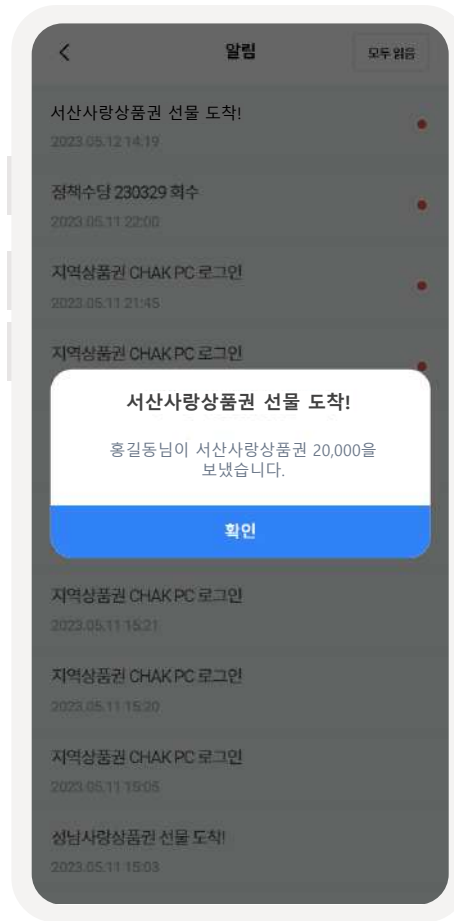 알림
모두 읽음
서산사랑상품권 선물 도착!
2023.05.12 14:19
정책수당 230329 회수
2023.05.11 22:00
지역상품권 CHAK PC 로그인
2023.05.11 21:45
지역상품권 CHAK PC 로그인
서산사랑상품권 선물 도착!
홍길동님이 서산사랑상품권 20,000을
보냈습니다.
확인
지역상품권 CHAK PC 로그인
2023.05.11 15:21
지역상품권 CHAK PC 로그인
2023.05.11 15:20
지역상품권 CHAK PC 로그인
2023.05.11 15:05
성남사랑상품권 선물 도착!
2023.05.11 15:03